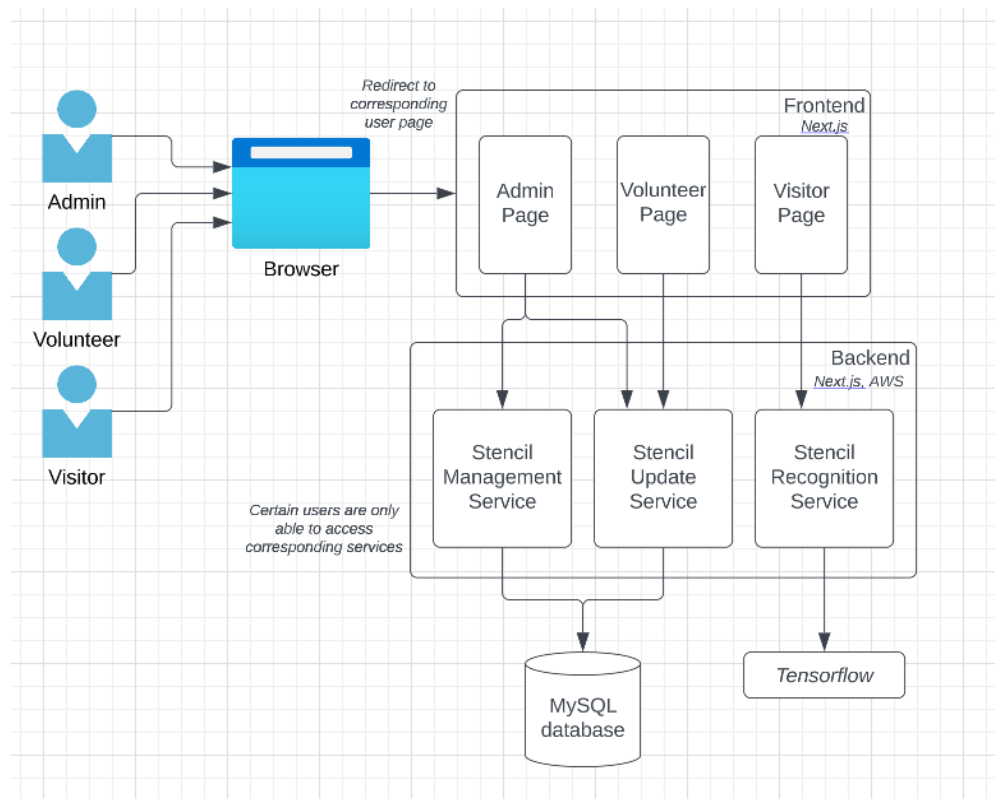 Redirect to
corresponding
user page
Admin
Volunteer
Visitor
Browser
Frontend
Next.js
Admin
Page
Volunteer
Page
Visitor
Page
Backend
Next.js, AWS
Stencil
Management
Service
Stencil
Update
Service
Stencil
Recognition
Service
Certain users are only
able to access
corresponding services
MySQL
database
Tensorflow